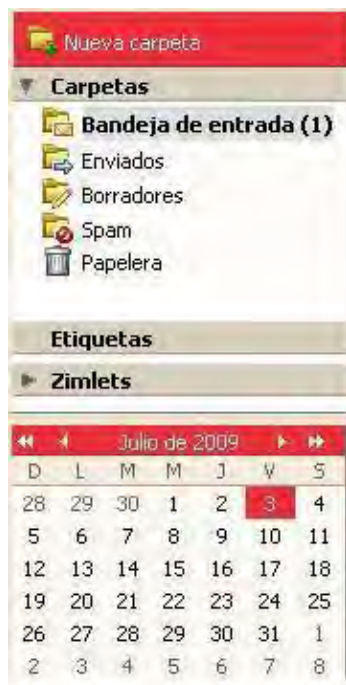 Nueva carpeta
Carpetas
Bandeja de entrada (1)
Enviados
Borradores
Spam
Papelera
Etiquetas
Zimlets
Julio de 2009
D L M M J V S
28 29 30 1 2 3 4
5 6 7 8 9 10 11
12 13 14 15 16 17 18
19 20 21 22 23 24 25
26 27 28 29 30 31 1
2 3 4 5 6 7 8